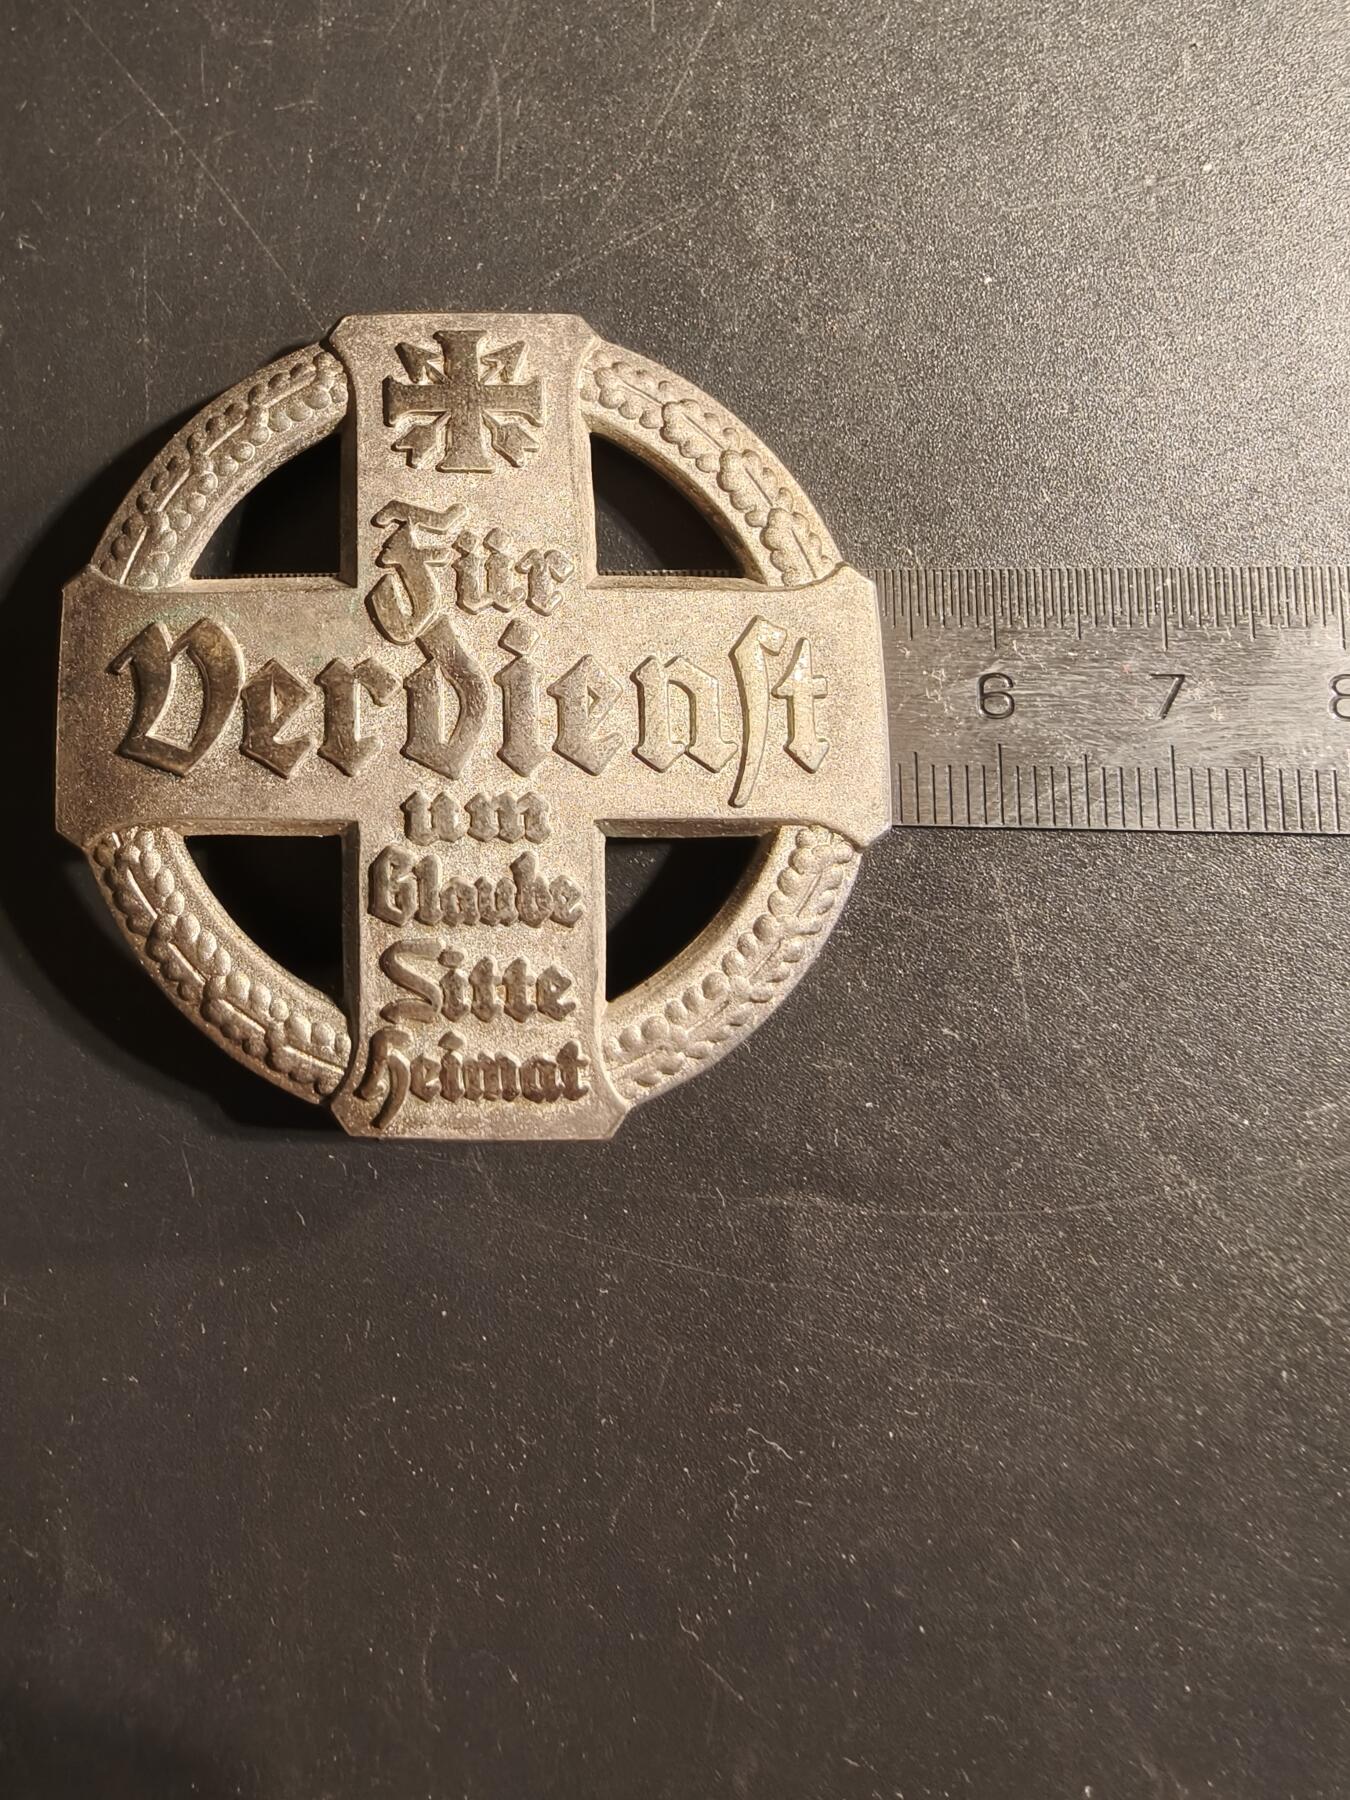 Für
Verdienſt
um
Glaube
Sitte
Heimat
6 7 8